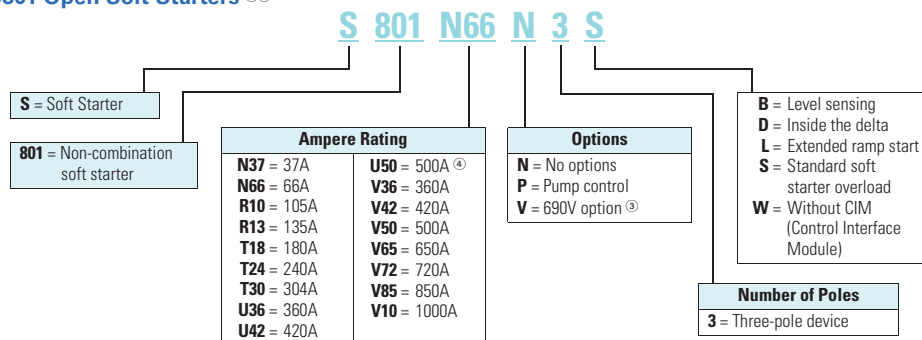 S801 Open Soft Starters
S 801 N66 N 3 S
S = Soft Starter
801 = Non-combination
soft starter
Ampere Rating
N37 = 37A
N66 = 66A
R10 = 105A
R13 = 135A
T18 = 180A
T24 = 240A
T30 = 304A
U36 = 360A
U42 = 420A
U50 = 500A ④
V36 = 360A
V42 = 420A
V50 = 500A
V65 = 650A
V72 = 720A
V85 = 850A
V10 = 1000A
Options
N = No options
P = Pump control
V = 690V option ③
Number of Poles
3 = Three-pole device
B = Level sensing
D = Inside the delta
L = Extended ramp start
S = Standard soft
starter overload
W = Without CIM
(Control Interface
Module)